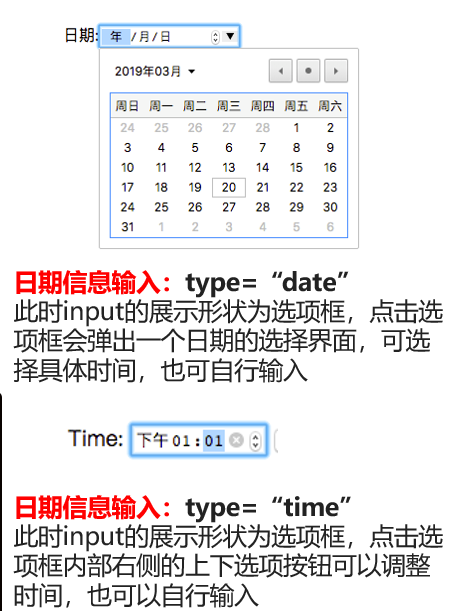 日期: 年 /月/日
2019年03月
周日 周一 周二 周三 周四 周五 周六
24 25 26 27 28 1 2
3 4 5 6 7 8 9
10 11 12 13 14 15 16
17 18 19 20 21 22 23
24 25 26 27 28 29 30
31 1 2 3 4 5 6
日期信息输入：type=“date”
此时input的展示形状为选项框，点击选
项框会弹出一个日期的选择界面，可选
择具体时间，也可自行输入
Time: 下午 01:01
日期信息输入：type=“time”
此时input的展示形状为选项框，点击选
项框内部右侧的上下选项按钮可以调整
时间，也可以自行输入